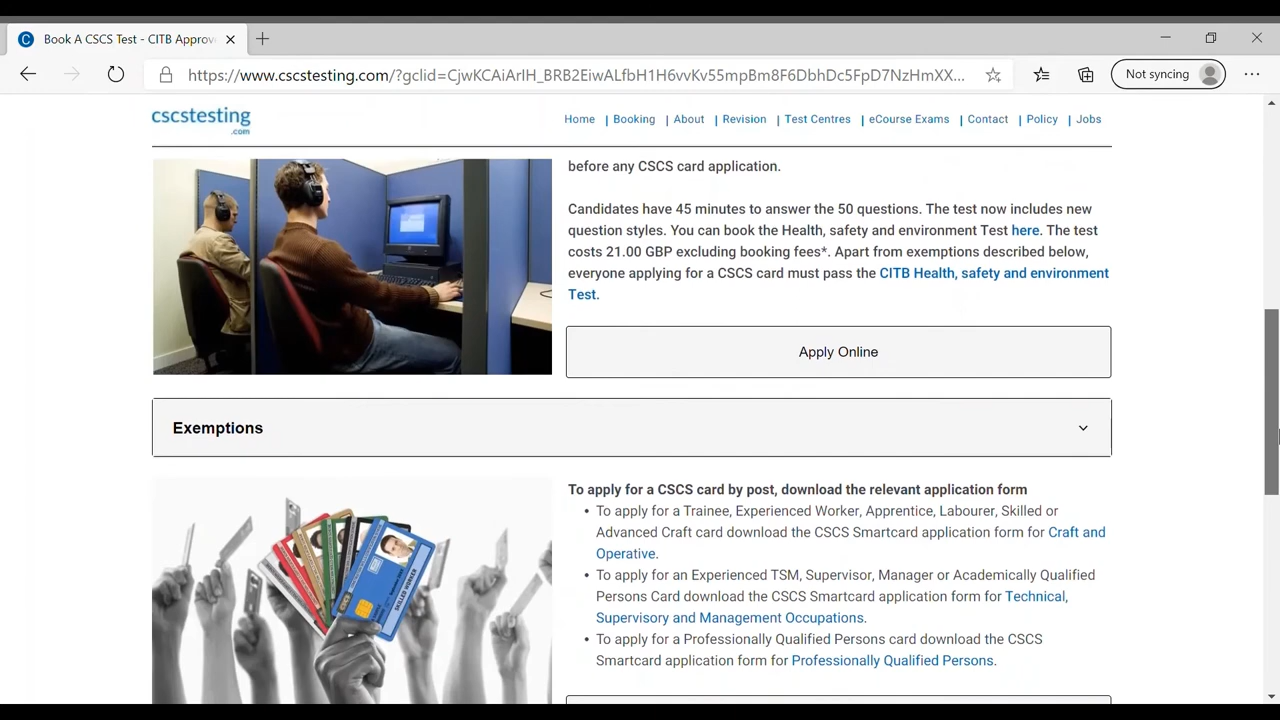 Book A CSCS Test - CITB Approv
Not syncing
https://www.cscstesting.com/?gclid=CjwKCAiArIH_BRB2EiwALfbH1H6vvKv55mpBm8F6DbhDc5FpD7NzHmXX...
cscstesting
.com
Home | Booking | About | Revision | Test Centres | eCourse Exams | Contact | Policy | Jobs
before any CSCS card application.
Candidates have 45 minutes to answer the 50 questions. The test now includes new
question styles. You can book the Health, safety and environment Test here. The test
costs 21.00 GBP excluding booking fees*. Apart from exemptions described below,
everyone applying for a CSCS card must pass the CITB Health, safety and environment
Test.
Apply Online
Exemptions
To apply for a CSCS card by post, download the relevant application form
• To apply for a Trainee, Experienced Worker, Apprentice, Labourer, Skilled or
Advanced Craft card download the CSCS Smartcard application form for Craft and
Operative.
• To apply for an Experienced TSM, Supervisor, Manager or Academically Qualified
Persons Card download the CSCS Smartcard application form for Technical,
Supervisory and Management Occupations.
• To apply for a Professionally Qualified Persons card download the CSCS
Smartcard application form for Professionally Qualified Persons.
SKILLED WORKER